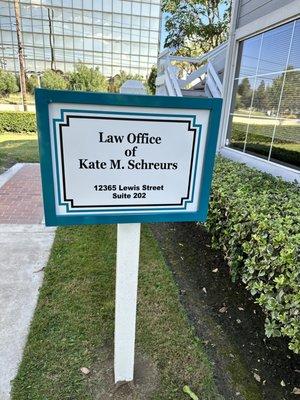 Law Office
of
Kate M. Schreurs
12365 Lewis Street
Suite 202